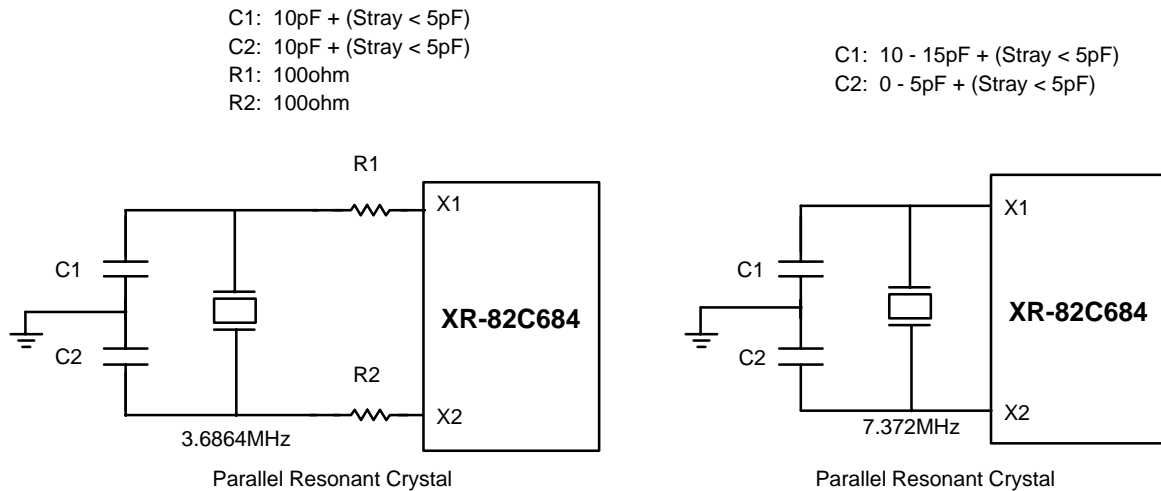 C1: 10pF + (Stray < 5pF)
C2: 10pF + (Stray < 5pF)
R1: 100ohm
R2: 100ohm
R1
X1
C1
XR-82C684
C2
R2
X2
3.6864MHz
Parallel Resonant Crystal
C1: 10 - 15pF + (Stray < 5pF)
C2: 0 - 5pF + (Stray < 5pF)
X1
C1
XR-82C684
C2
X2
7.372MHz
Parallel Resonant Crystal